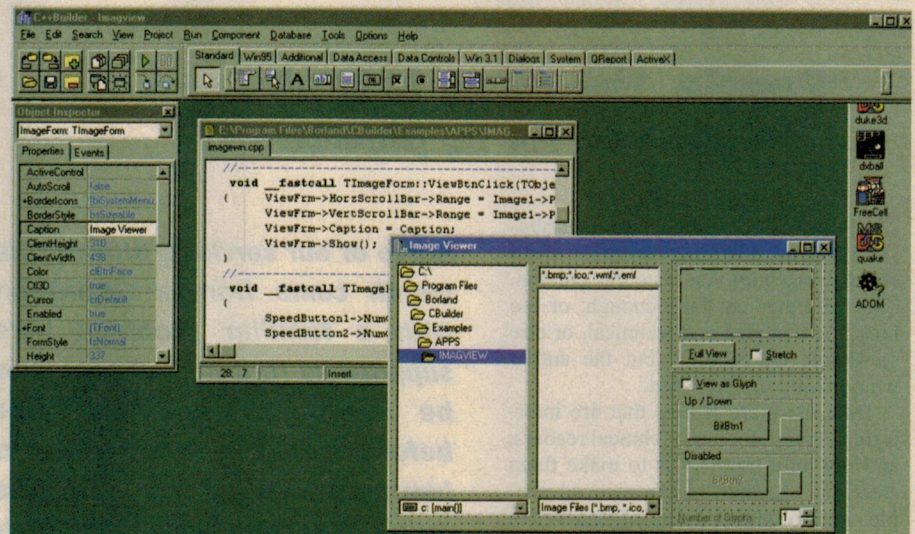 C++Builder - Imagview
File Edit Search View Project Run Component Database Tools Options Help
Standard Win95 Additional Data Access Data Controls Win 3.1 Dialogs System QReport ActiveX
Object Inspector
ImageForm: TImageForm
Properties Events
ActiveControl
AutoScroll false
+BorderIcons [biSystemMenu,
BorderStyle bsSizeable
Caption Image Viewer
ClientHeight 310
ClientWidth 498
Color clBtnFace
Ctl3D true
Cursor crDefault
Enabled true
+Font (TFont)
FormStyle fsNormal
Height 337
C:\Program Files\Borland\CBuilder\Examples\APPS\IMAG...
imagewn.cpp
//----------------------------------------
void __fastcall TImageForm::ViewBtnClick(TObje
{ ViewFrm->HorzScrollBar->Range = Image1->P
ViewFrm->VertScrollBar->Range = Image1->P
ViewFrm->Caption = Caption;
ViewFrm->Show();
}
//----------------------------------------
void __fastcall TImageF
{
SpeedButton1->NumG
SpeedButton2->NumG
28: 7 Insert
Image Viewer
C:\
Program Files
Borland
CBuilder
Examples
APPS
IMAGVIEW
*.bmp;*.ico;*.wmf;*.emf
Full View Stretch
View as Glyph
Up / Down
BitBtn1
Disabled
BitBtn2
Number of Glyphs 1
c: [main()]
Image Files (*.bmp, *.ico,
duke3d
dxball
FreeCell
quake
ADOM